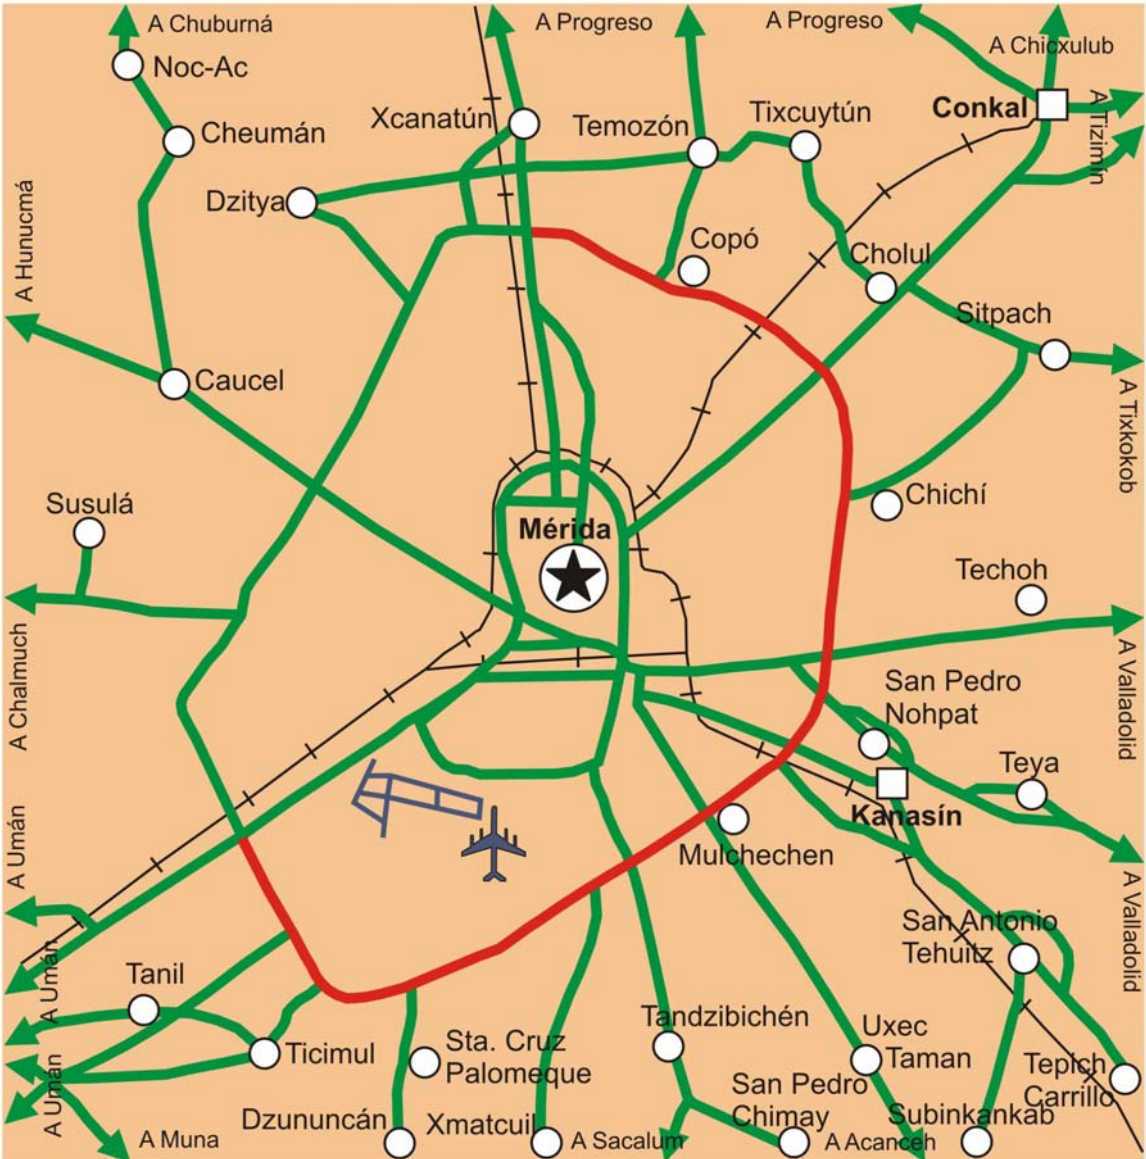 A Chuburná
A Progreso
A Progreso
A Chicxulub
Noc-Ac
Conkal
A Tizimín
Xcanatún
Temozón
Tixcuytún
Cheumán
Dzitya
A Hunucmá
Copó
Cholul
Sitpach
Caucel
A Tixkokob
Susulá
Chichí
Mérida
Techoh
A Chalmuch
A Valladolid
San Pedro
Nohpat
Teya
Kanasín
A Umán
Mulchechen
A Valladolid
San Antonio
Tehuitz
A Umán
Tanil
Tandzibichén
Uxec
Taman
Ticimul
Sta. Cruz
Palomeque
Tepich
Carrillo
A Umán
San Pedro
Chimay
Dzununcán
Xmatcuil
Subinkankab
A Muna
A Sacalum
A Acanceh